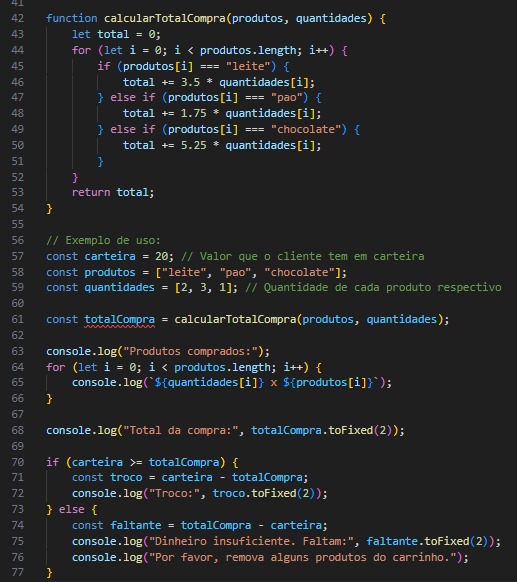 41
42 function calcularTotalCompra(produtos, quantidades) {
43     let total = 0;
44     for (let i = 0; i < produtos.length; i++) {
45         if (produtos[i] === "leite") {
46             total += 3.5 * quantidades[i];
47         } else if (produtos[i] === "pao") {
48             total += 1.75 * quantidades[i];
49         } else if (produtos[i] === "chocolate") {
50             total += 5.25 * quantidades[i];
51         }
52     }
53     return total;
54 }
55
56 // Exemplo de uso:
57 const carteira = 20; // Valor que o cliente tem em carteira
58 const produtos = ["leite", "pao", "chocolate"];
59 const quantidades = [2, 3, 1]; // Quantidade de cada produto respectivo
60
61 const totalCompra = calcularTotalCompra(produtos, quantidades);
62
63 console.log("Produtos comprados:");
64 for (let i = 0; i < produtos.length; i++) {
65     console.log(`${quantidades[i]} x ${produtos[i]}`);
66 }
67
68 console.log("Total da compra:", totalCompra.toFixed(2));
69
70 if (carteira >= totalCompra) {
71     const troco = carteira - totalCompra;
72     console.log("Troco:", troco.toFixed(2));
73 } else {
74     const faltante = totalCompra - carteira;
75     console.log("Dinheiro insuficiente. Faltam:", faltante.toFixed(2));
76     console.log("Por favor, remova alguns produtos do carrinho.");
77 }